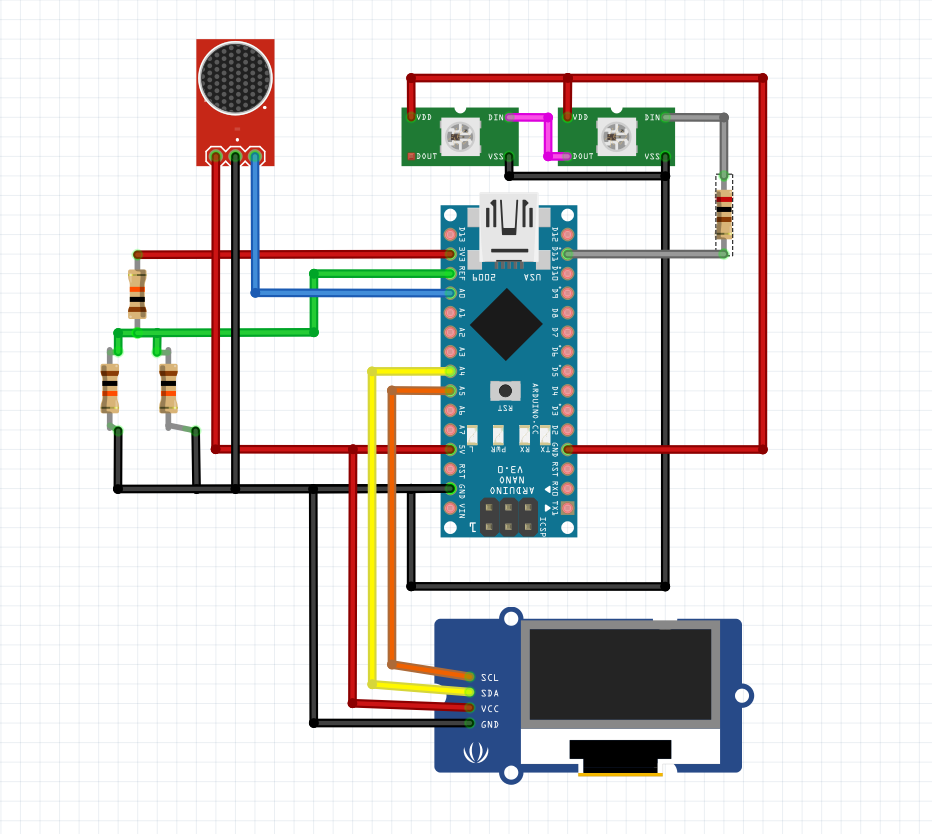 VDD
DIN
DOUT
VSS
VDD
DIN
DOUT
VSS
D13
3V3
REF
A0
A1
A2
A3
A4
A5
A6
A7
5V
RST
GND
VIN
D12
D11
D10
D9
D8
D7
D6
D5
D4
D3
D2
GND
RST
RX0
TX1
2009
USA
RST
ARDUINO.CC
L
PWR
RX
TX
V3.0
NANO
ARDUINO
ICSP
1
SCL
SDA
VCC
GND